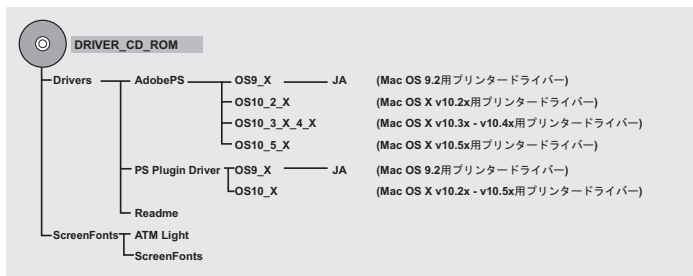 DRIVER_CD_ROM
Drivers AdobePS OS9_X JA (Mac OS 9.2用プリンタードライバー)
OS10_2_X (Mac OS X v10.2x用プリンタードライバー)
OS10_3_X_4_X (Mac OS X v10.3x - v10.4x用プリンタードライバー)
OS10_5_X (Mac OS X v10.5x用プリンタードライバー)
PS Plugin Driver OS9_X JA (Mac OS 9.2用プリンタードライバー)
OS10_X (Mac OS X v10.2x - v10.5x用プリンタードライバー)
Readme
ScreenFonts ATM Light
ScreenFonts